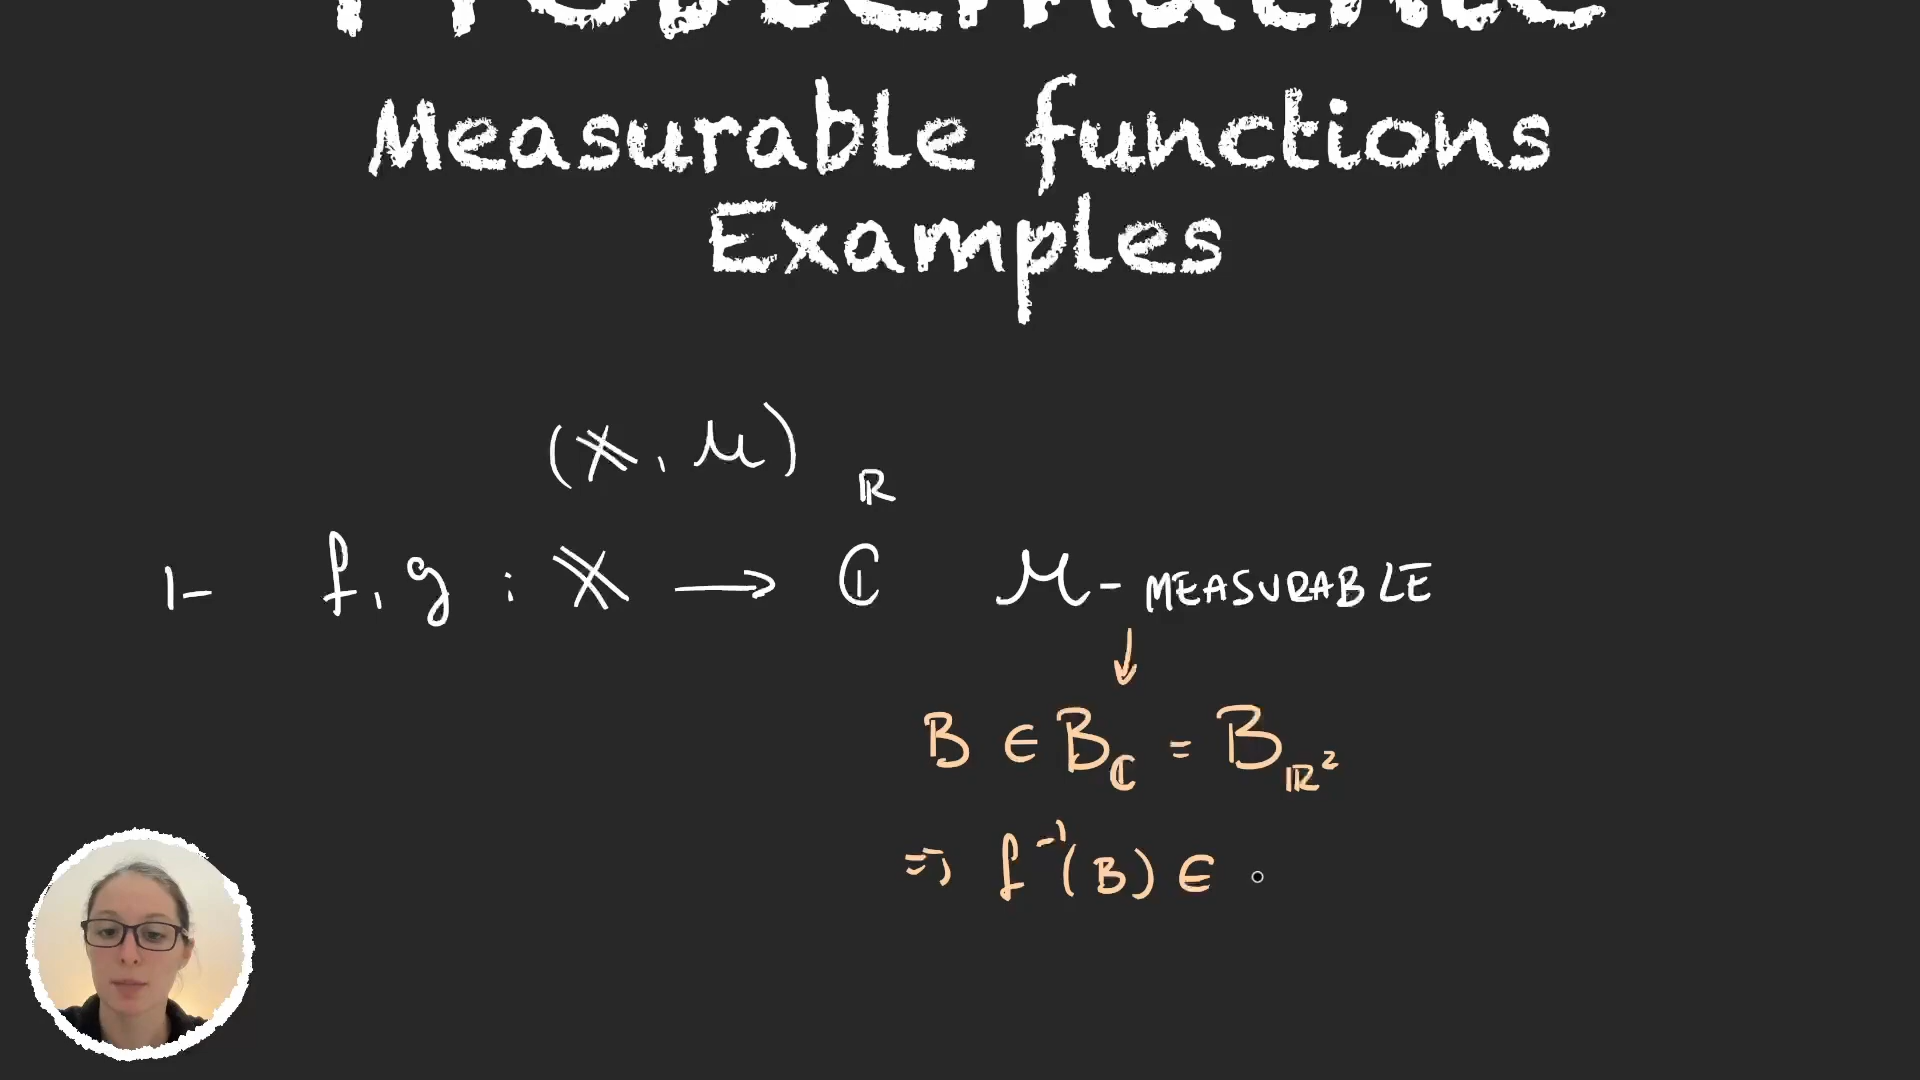 Measurable functions
Examples
(X, M)
ℝ
1- f, g : X → ℂ M-MEASURABLE
↓
B ∈ B_ℂ = B_ℝ²
⇒ f⁻¹(B) ∈